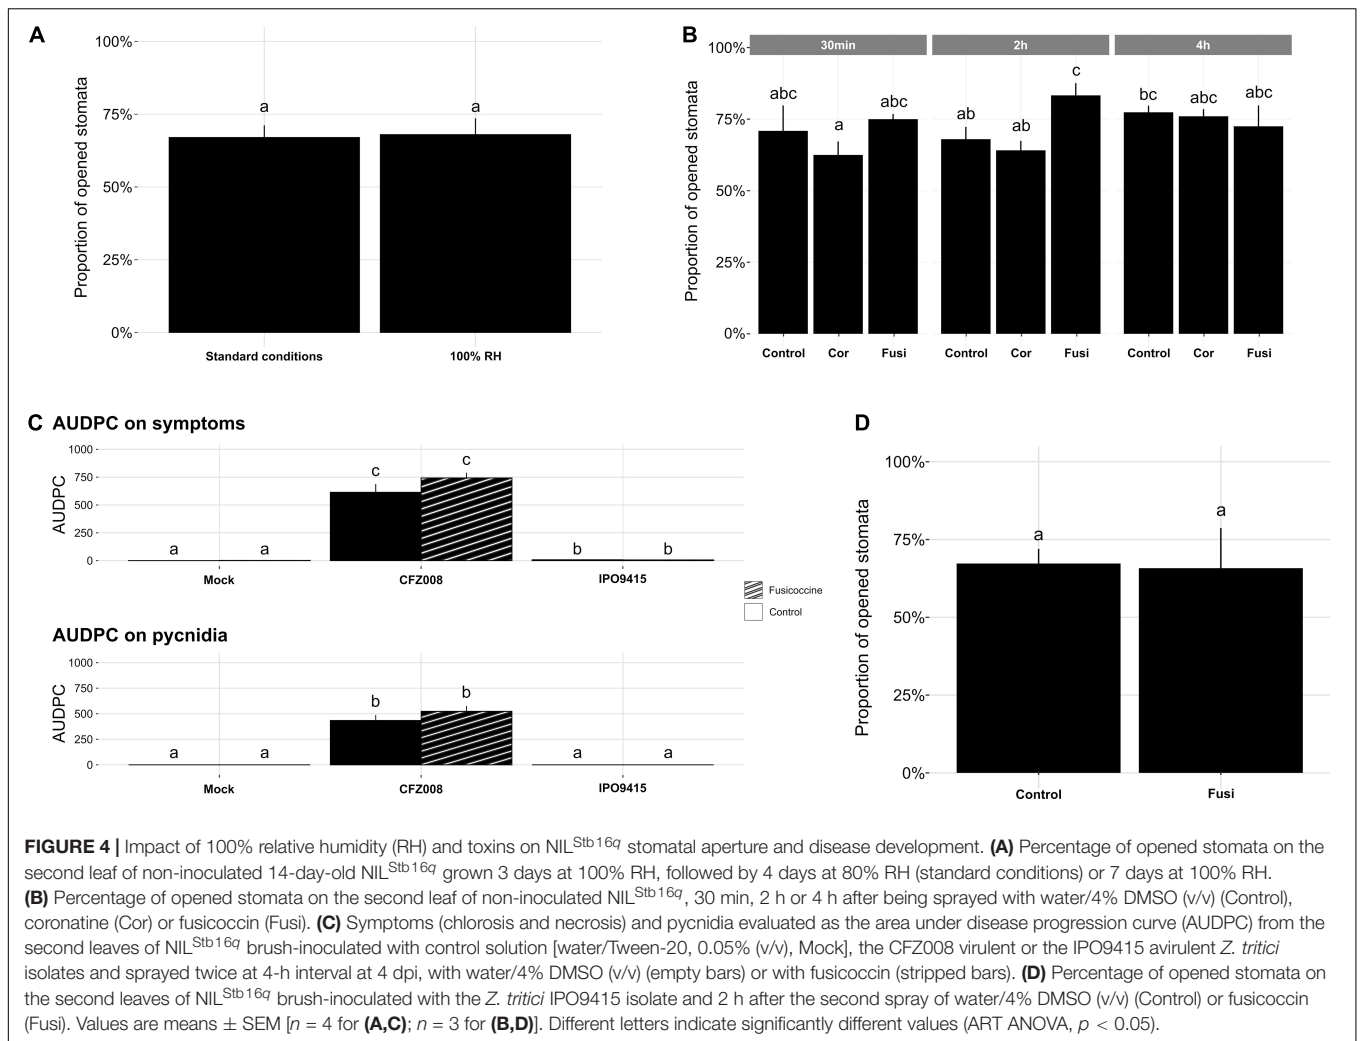 A
Proportion of opened stomata
100%
75%
50%
25%
0%
a
a
Standard conditions
100% RH
B
Proportion of opened stomata
100%
75%
50%
25%
0%
30min
2h
4h
abc
a
abc
ab
ab
c
bc
abc
abc
Control
Cor
Fusi
Control
Cor
Fusi
Control
Cor
Fusi
C AUDPC on symptoms
AUDPC
1000
750
500
250
0
a
a
c
c
b
b
Mock
CFZ008
IPO9415
Fusicoccine
Control
AUDPC on pycnidia
AUDPC
1000
750
500
250
0
a
a
b
b
a
a
Mock
CFZ008
IPO9415
D
Proportion of opened stomata
100%
75%
50%
25%
0%
a
a
Control
Fusi
FIGURE 4 | Impact of 100% relative humidity (RH) and toxins on NILStb16q stomatal aperture and disease development. (A) Percentage of opened stomata on the
second leaf of non-inoculated 14-day-old NILStb16q grown 3 days at 100% RH, followed by 4 days at 80% RH (standard conditions) or 7 days at 100% RH.
(B) Percentage of opened stomata on the second leaf of non-inoculated NILStb16q, 30 min, 2 h or 4 h after being sprayed with water/4% DMSO (v/v) (Control),
coronatine (Cor) or fusicoccin (Fusi). (C) Symptoms (chlorosis and necrosis) and pycnidia evaluated as the area under disease progression curve (AUDPC) from the
second leaves of NILStb16q brush-inoculated with control solution [water/Tween-20, 0.05% (v/v), Mock], the CFZ008 virulent or the IPO9415 avirulent Z. tritici
isolates and sprayed twice at 4-h interval at 4 dpi, with water/4% DMSO (v/v) (empty bars) or with fusicoccin (stripped bars). (D) Percentage of opened stomata on
the second leaves of NILStb16q brush-inoculated with the Z. tritici IPO9415 isolate and 2 h after the second spray of water/4% DMSO (v/v) (Control) or fusicoccin
(Fusi). Values are means ± SEM [n = 4 for (A,C); n = 3 for (B,D)]. Different letters indicate significantly different values (ART ANOVA, p < 0.05).